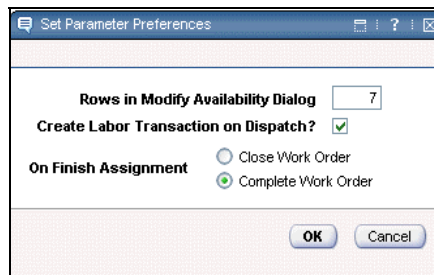 Set Parameter Preferences ?
Rows in Modify Availability Dialog 7
Create Labor Transaction on Dispatch?
On Finish Assignment
Close Work Order
Complete Work Order
OK Cancel